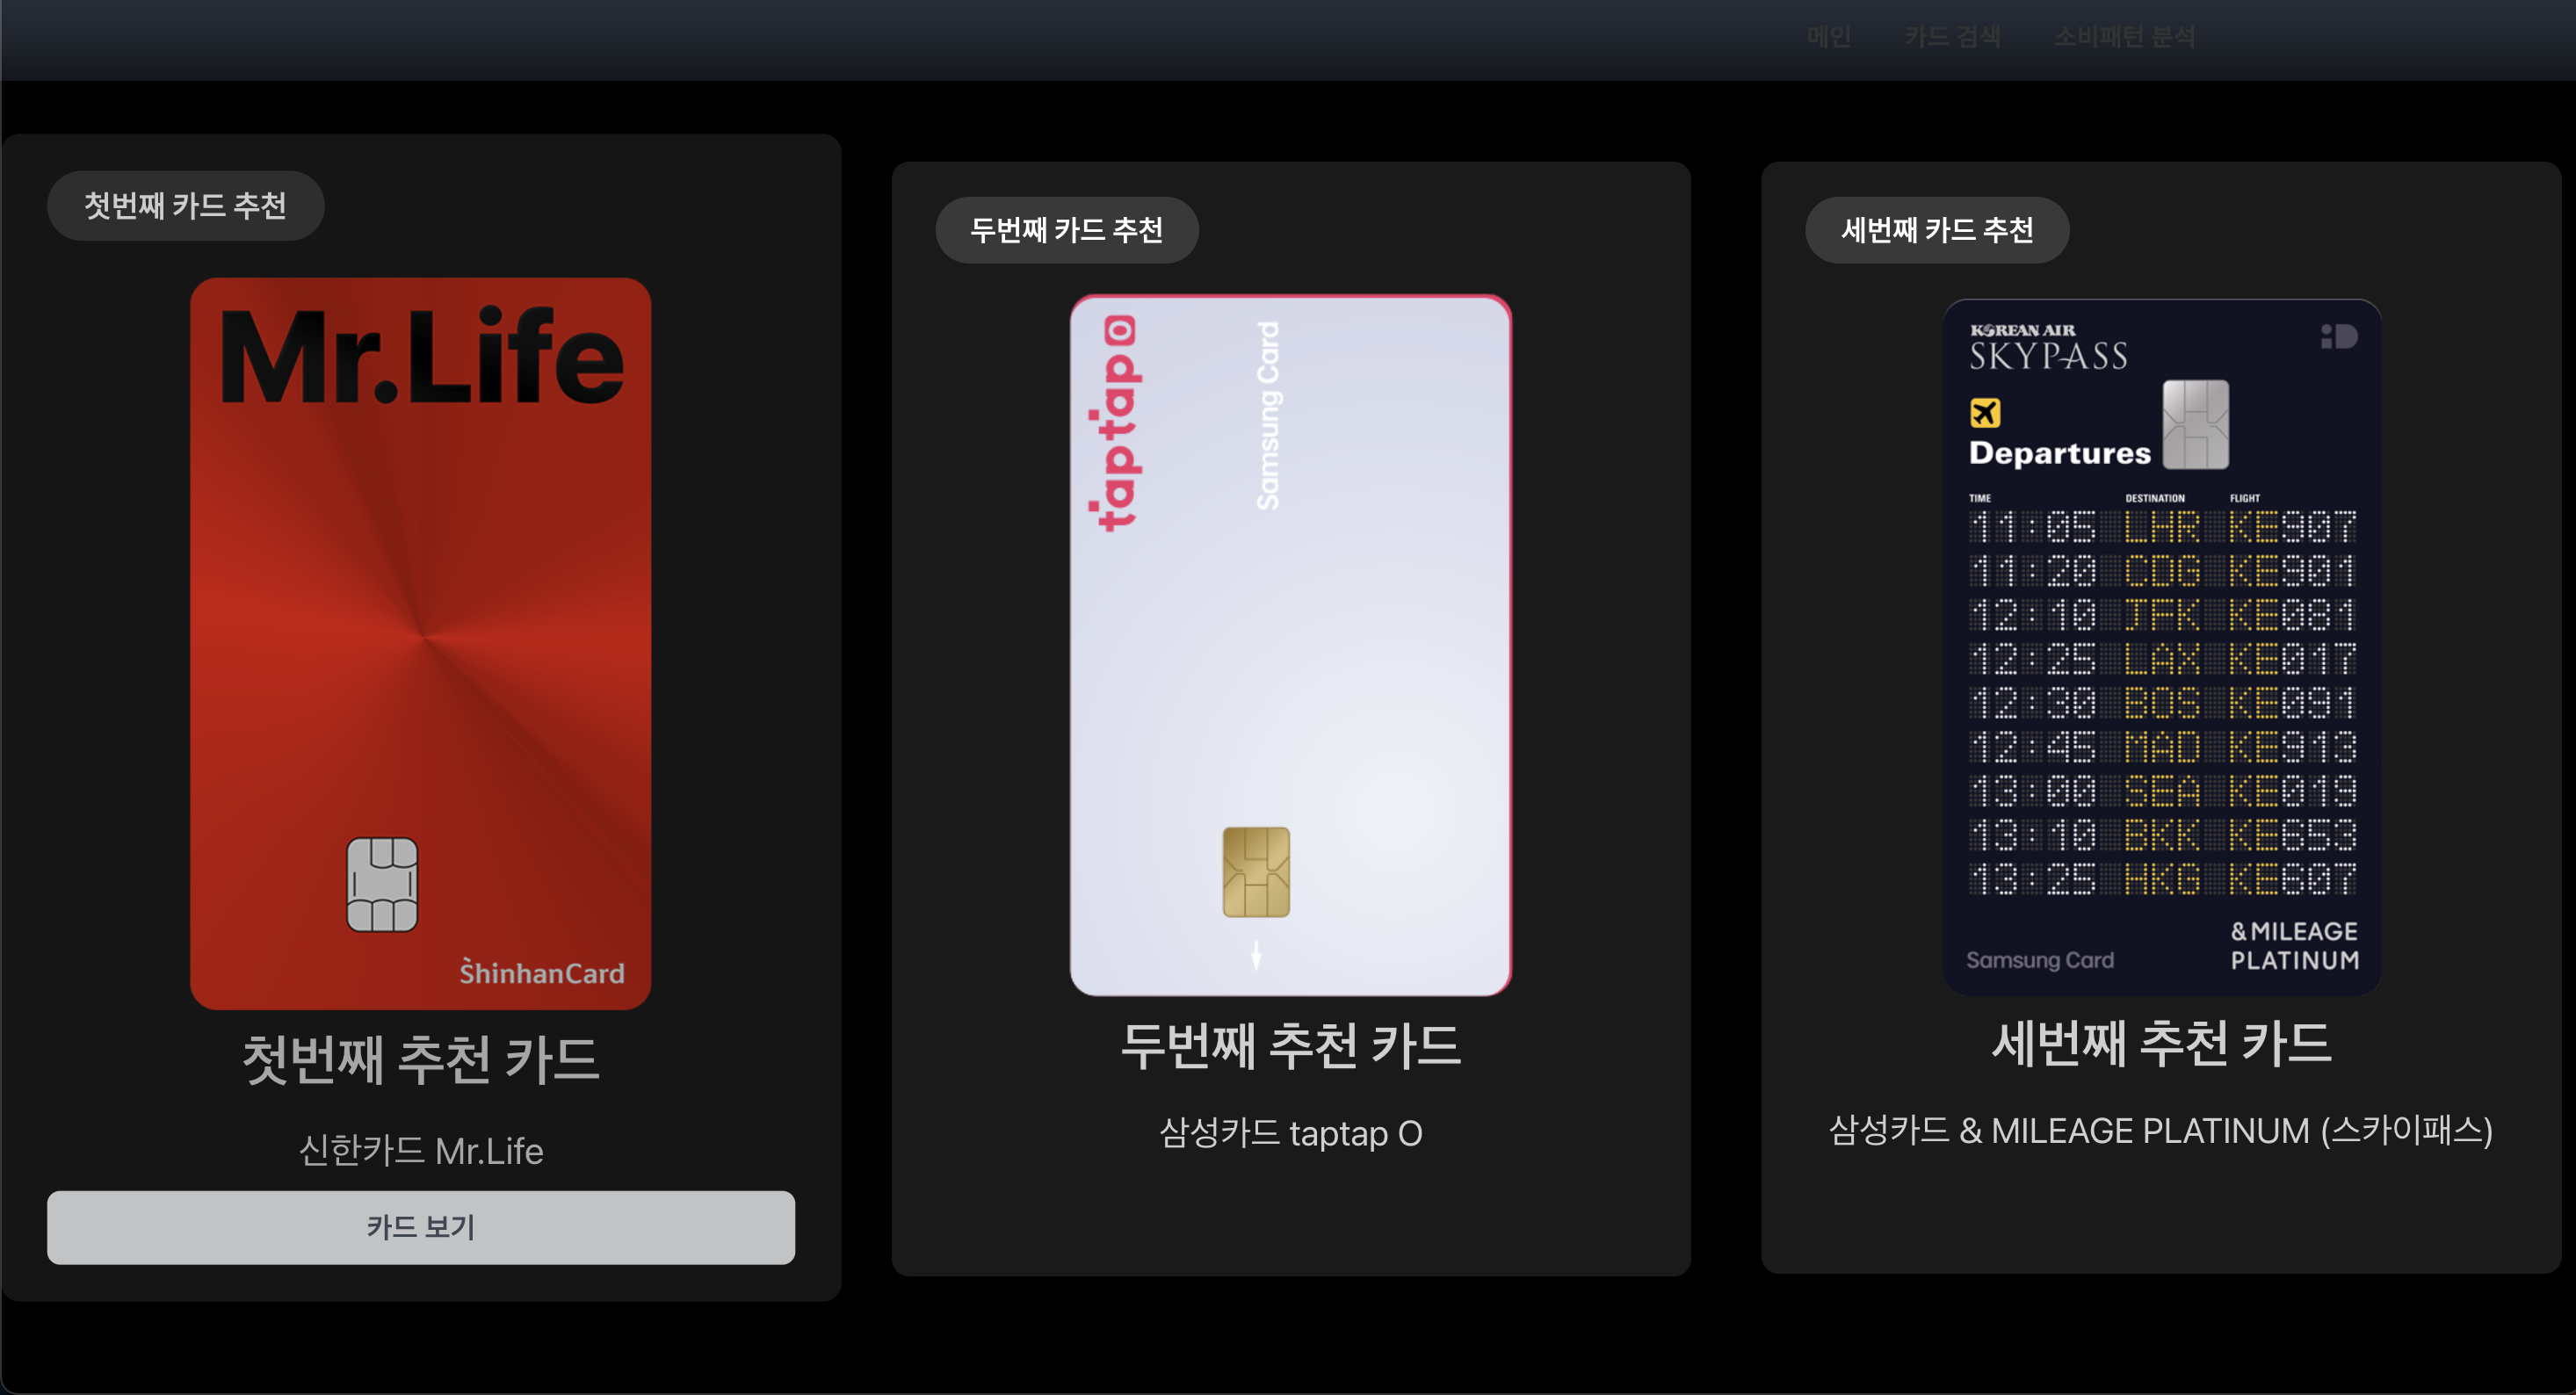 메인 카드 검색 소비패턴 분석
첫번째 카드 추천
Mr.Life
ShinhanCard
첫번째 추천 카드
신한카드 Mr.Life
카드 보기
두번째 카드 추천
taptap O
Samsung Card
두번째 추천 카드
삼성카드 taptap O
세번째 카드 추천
KOREAN AIR
SKYPASS
iD
Departures
TIME DESTINATION FLIGHT
11:05 LHR KE907
11:20 CDG KE901
12:10 JFK KE081
12:25 LAX KE017
12:30 BOS KE091
12:45 MAD KE913
13:00 SEA KE019
13:10 BKK KE653
13:25 HKG KE607
& MILEAGE
PLATINUM
Samsung Card
세번째 추천 카드
삼성카드 & MILEAGE PLATINUM (스카이패스)